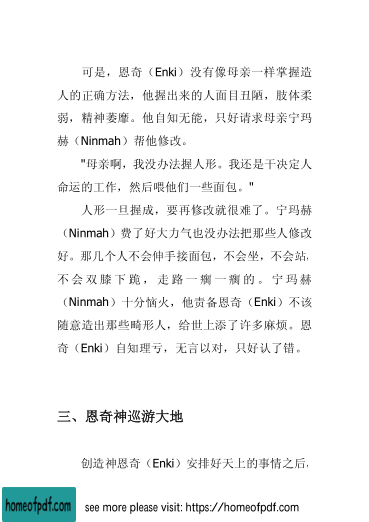 可是，恩奇（Enki）没有像母亲一样掌握造
人的正确方法，他握出来的人面目丑陋，肢体柔
弱，精神萎靡。他自知无能，只好请求母亲宁玛
赫（Ninmah）帮他修改。
"母亲啊，我没办法握人形。我还是干决定人
命运的工作，然后喂他们一些面包。"
人形一旦握成，要再修改就很难了。宁玛赫
（Ninmah）费了好大力气也没办法把那些人修改
好。那几个人不会伸手接面包，不会坐，不会站，
不会双膝下跪，走路一瘸一瘸的。宁玛赫
（Ninmah）十分恼火，他责备恩奇（Enki）不该
随意造出那些畸形人，给世上添了许多麻烦。恩
奇（Enki）自知理亏，无言以对，只好认了错。
三、恩奇神巡游大地
创造神恩奇（Enki）安排好天上的事情之后，
homeofpdf.com
see more please visit: https://homeofpdf.com